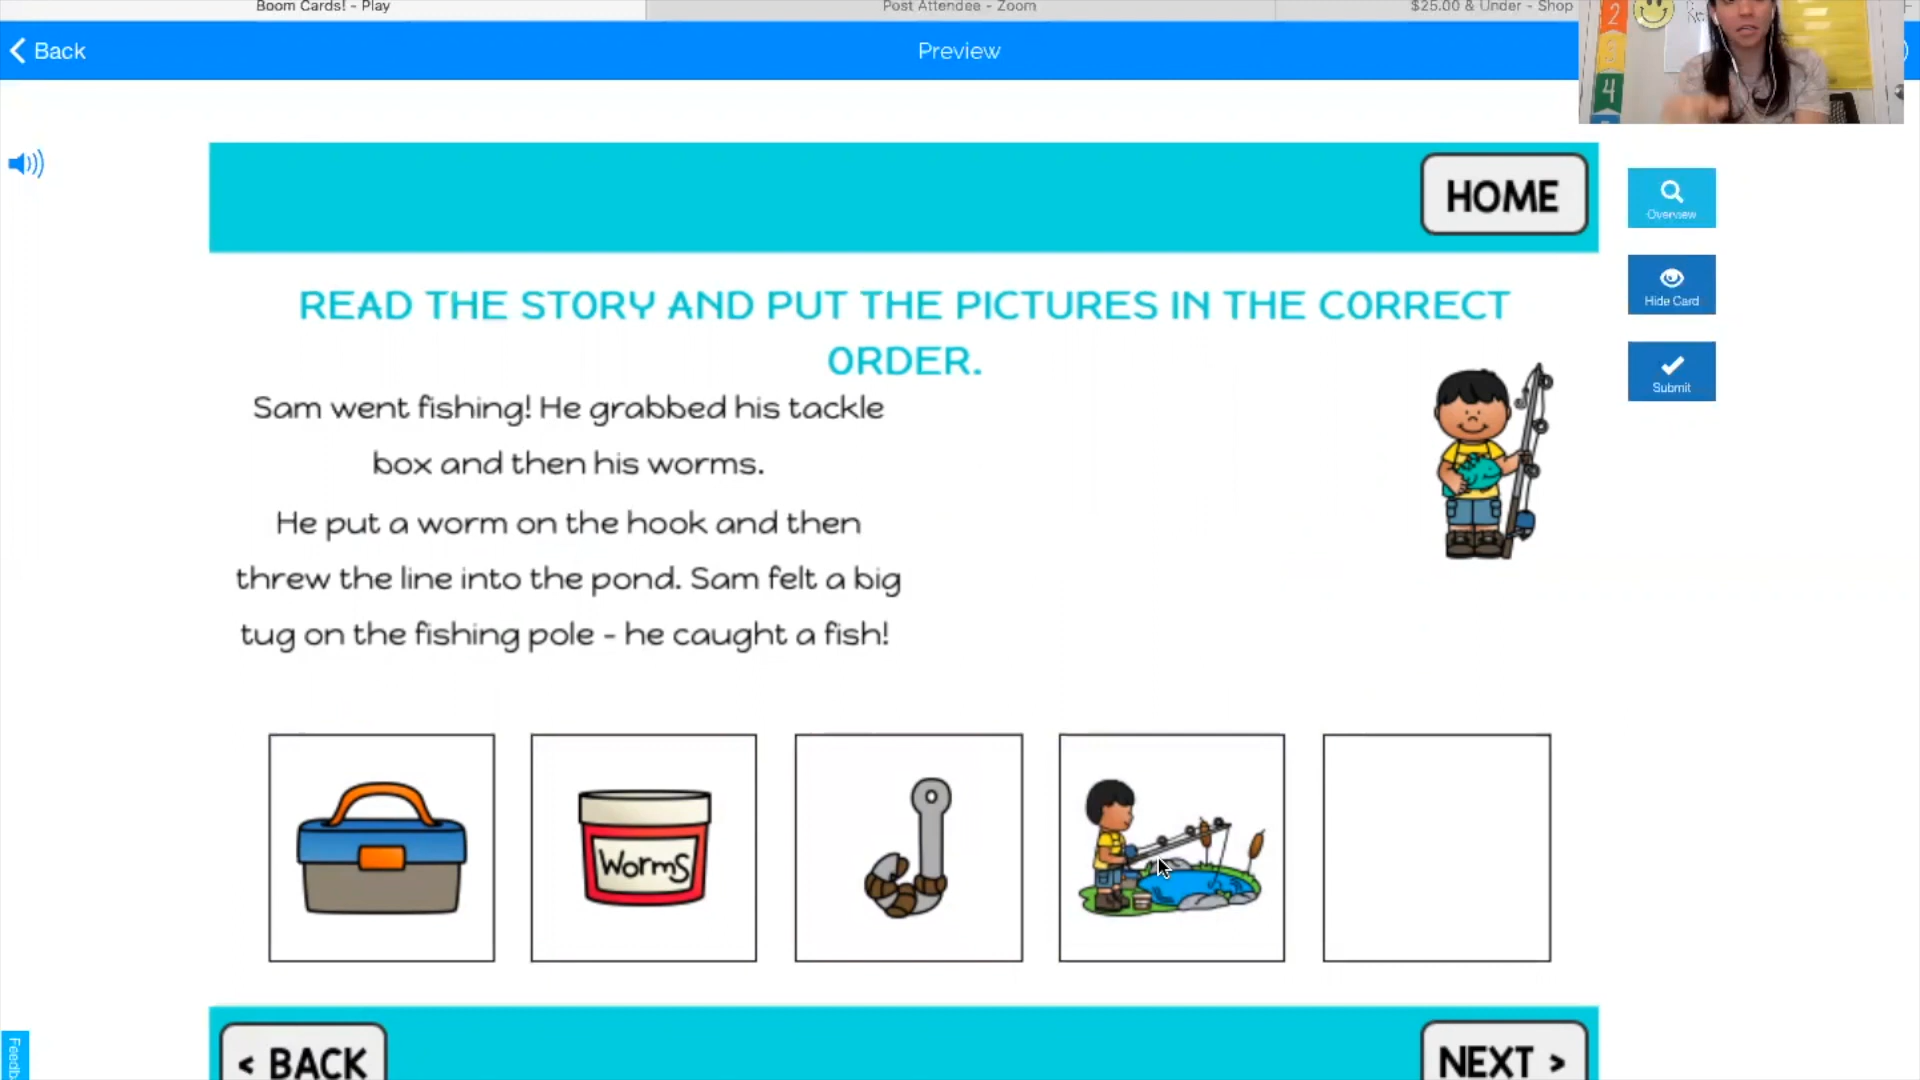 Boom Cards! - Play
Post Attendee - Zoom
$25.00 & Under - Shop
Back
Preview
2
3
4
HOME
Overview
Hide Card
Submit
READ THE STORY AND PUT THE PICTURES IN THE CORRECT
ORDER.
Sam went fishing! He grabbed his tackle
box and then his worms.
He put a worm on the hook and then
threw the line into the pond. Sam felt a big
tug on the fishing pole - he caught a fish!
Worms
< BACK
NEXT >